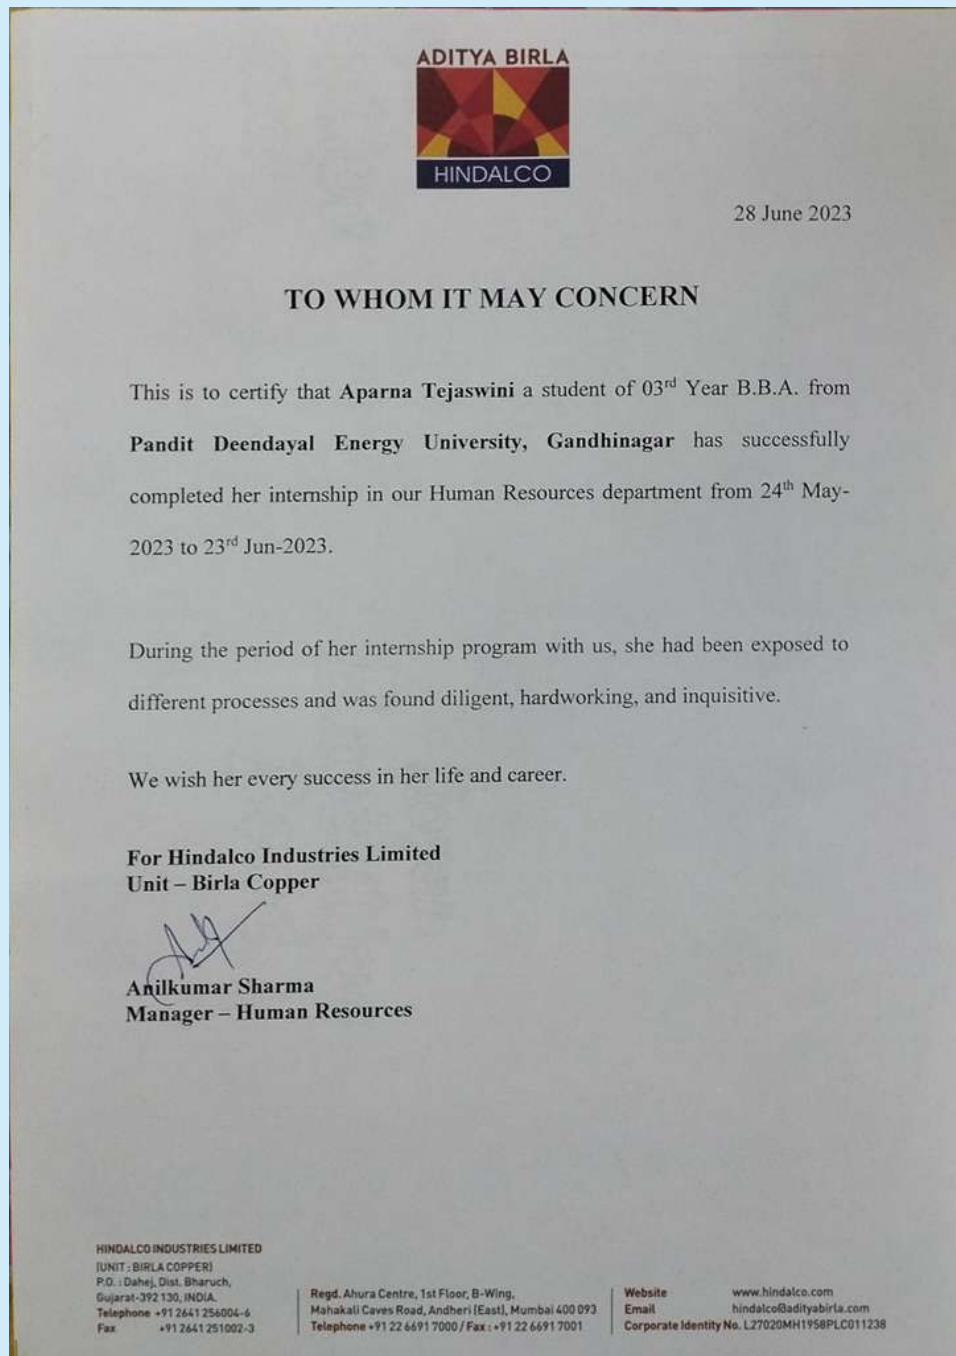 ADITYA BIRLA
HINDALCO
28 June 2023
TO WHOM IT MAY CONCERN
This is to certify that Aparna Tejaswini a student of 03rd Year B.B.A. from
Pandit Deendayal Energy University, Gandhinagar has successfully
completed her internship in our Human Resources department from 24th May-
2023 to 23rd Jun-2023.
During the period of her internship program with us, she had been exposed to
different processes and was found diligent, hardworking, and inquisitive.
We wish her every success in her life and career.
For Hindalco Industries Limited
Unit – Birla Copper
Anilkumar Sharma
Manager – Human Resources
HINDALCO INDUSTRIES LIMITED
(UNIT : BIRLA COPPER)
P.O. : Dahej, Dist. Bharuch,
Gujarat-392 130, INDIA.
Telephone +91 2641 256004-6
Fax +91 2641 251002-3
Regd. Ahura Centre, 1st Floor, B-Wing,
Mahakali Caves Road, Andheri (East), Mumbai 400 093
Telephone +91 22 6691 7000 / Fax : +91 22 6691 7001
Website www.hindalco.com
Email hindalco@adityabirla.com
Corporate Identity No. L27020MH1958PLC011238